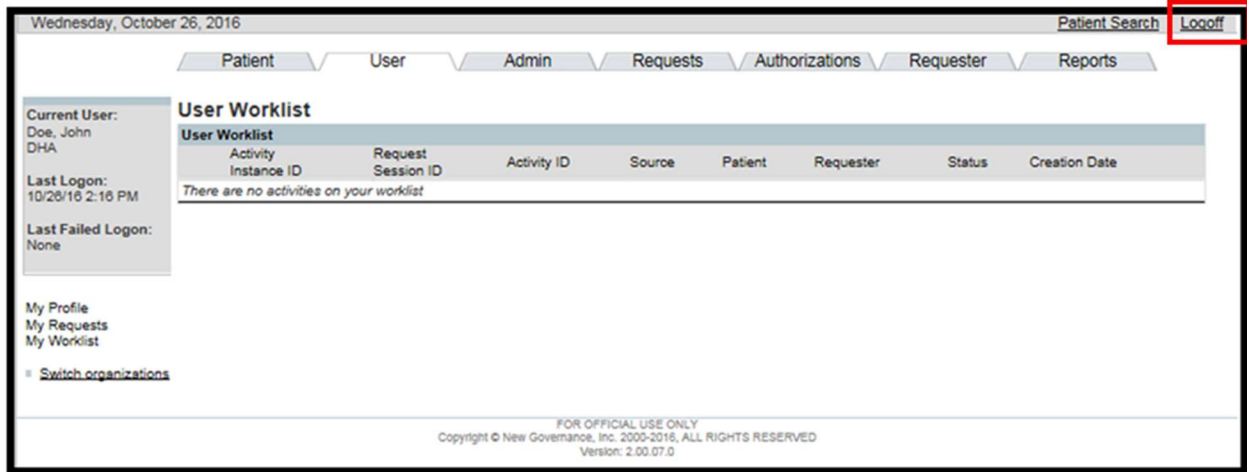 Wednesday, October 26, 2016 Patient Search Logoff
Patient User Admin Requests Authorizations Requester Reports
Current User:
Doe, John
DHA
Last Logon:
10/26/16 2:16 PM
Last Failed Logon:
None
My Profile
My Requests
My Worklist
Switch organizations
User Worklist
User Worklist
Activity Instance ID Request Session ID Activity ID Source Patient Requester Status Creation Date
There are no activities on your worklist
FOR OFFICIAL USE ONLY
Copyright © New Governance, Inc. 2000-2016, ALL RIGHTS RESERVED
Version: 2.00.07.0